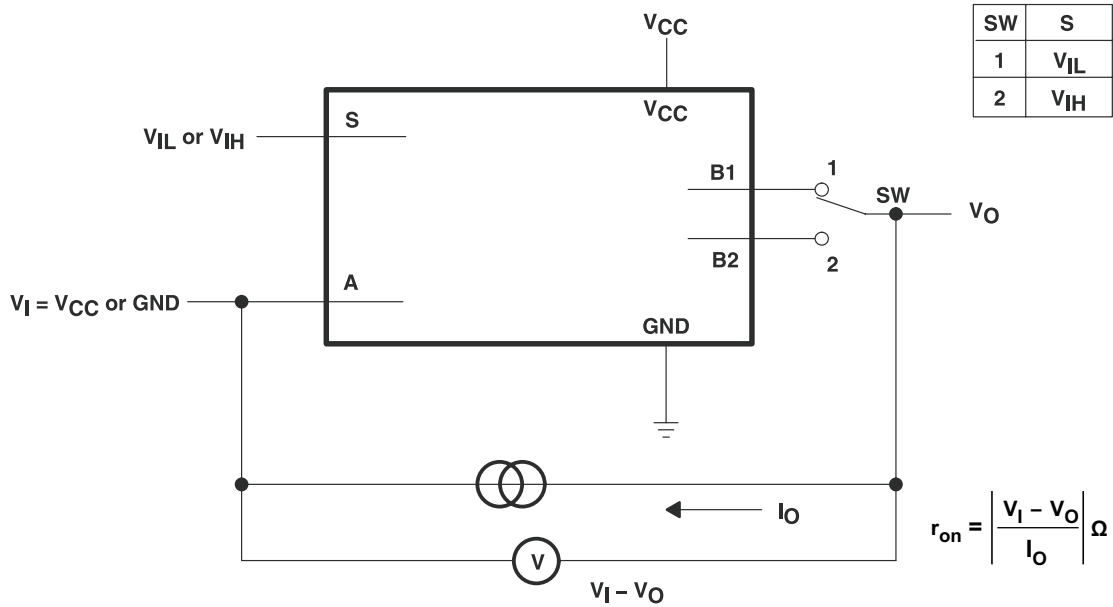 VCC
SW S
1 VIL
2 VIH
VCC
S
VIL or VIH
B1
1
SW
VO
B2
2
A
VI = VCC or GND
GND
IO
ron = | VI – VO / IO | Ω
V
VI – VO